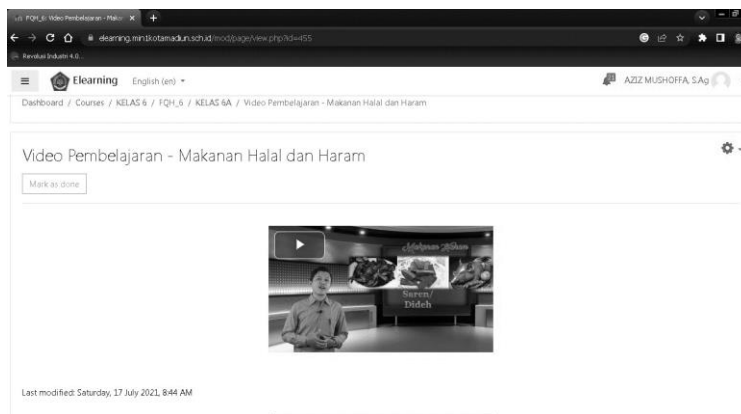 FQH_6: Video Pembelajaran - Makan
elearning.min1kotamadiun.sch.id/mod/page/view.php?id=455
Revolusi Industri 4.0...
Elearning English (en)
AZIZ MUSHOFFA, S.Ag
Dashboard / Courses / KELAS 6 / FQH_6 / KELAS 6A / Video Pembelajaran - Makanan Halal dan Haram
Video Pembelajaran - Makanan Halal dan Haram
Mark as done
Makanan Haram
Saren/
Dideh
Last modified: Saturday, 17 July 2021, 8:44 AM